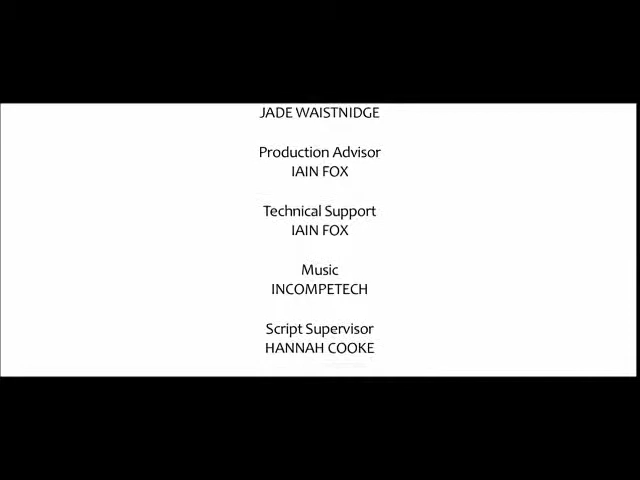 JADE WAISTNIDGE
Production Advisor
IAIN FOX
Technical Support
IAIN FOX
Music
INCOMPETECH
Script Supervisor
HANNAH COOKE